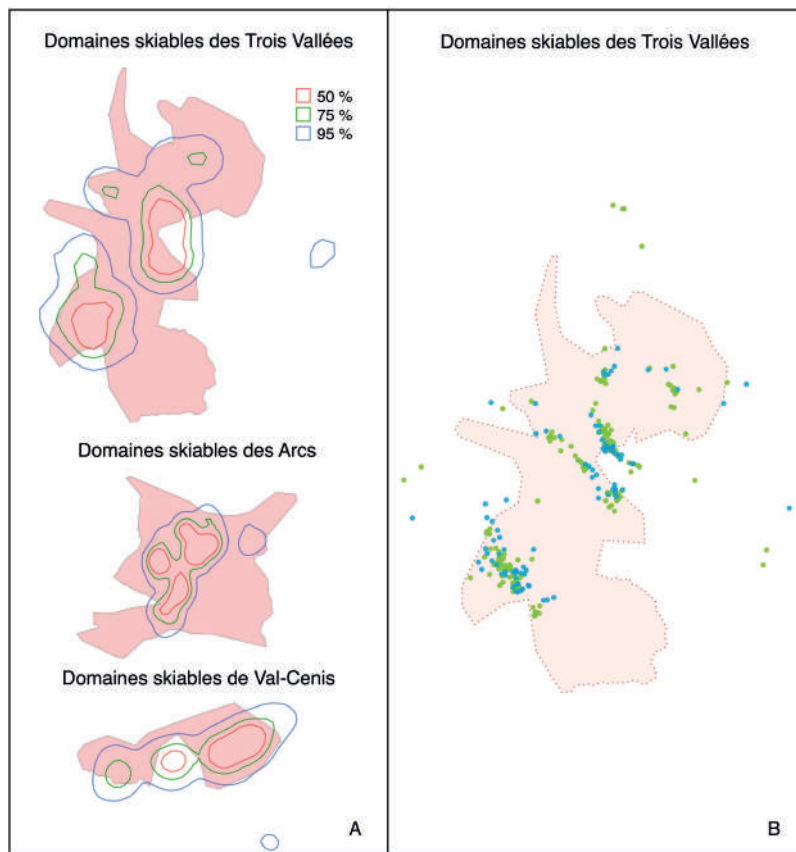 Domaines skiables des Trois Vallées
50 %
75 %
95 %
Domaines skiables des Arcs
Domaines skiables de Val-Cenis
A
Domaines skiables des Trois Vallées
B